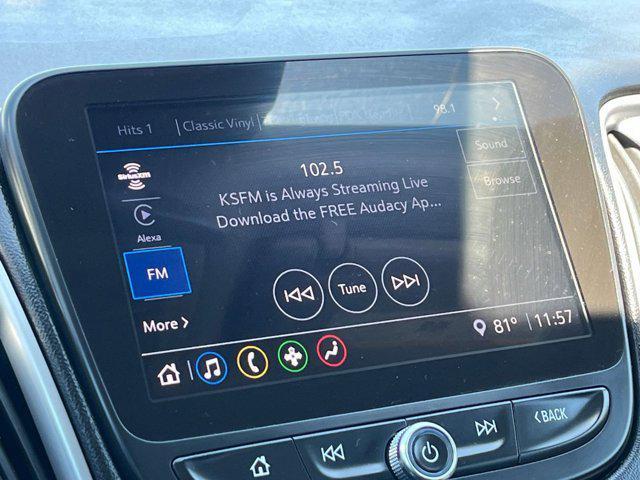 Hits 1
Classic Vinyl
98.1
SiriusXM
Sound
102.5
KSFM is Always Streaming Live
Download the FREE Audacy Ap...
Browse
Alexa
FM
Tune
More
81° 11:57
BACK